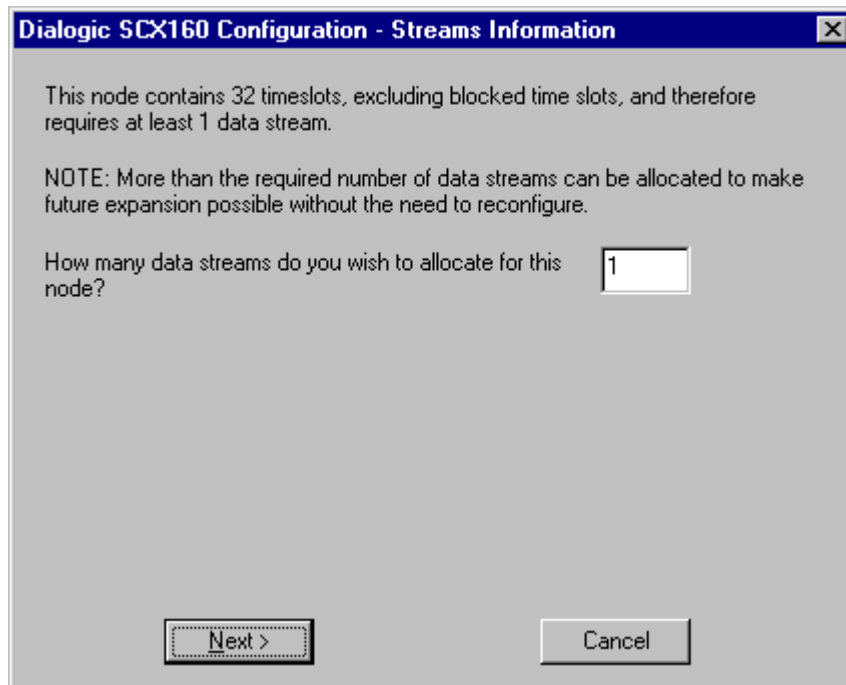 Dialogic SCX160 Configuration - Streams Information
This node contains 32 timeslots, excluding blocked time slots, and therefore
requires at least 1 data stream.
NOTE: More than the required number of data streams can be allocated to make
future expansion possible without the need to reconfigure.
How many data streams do you wish to allocate for this
node?
1
Next >
Cancel